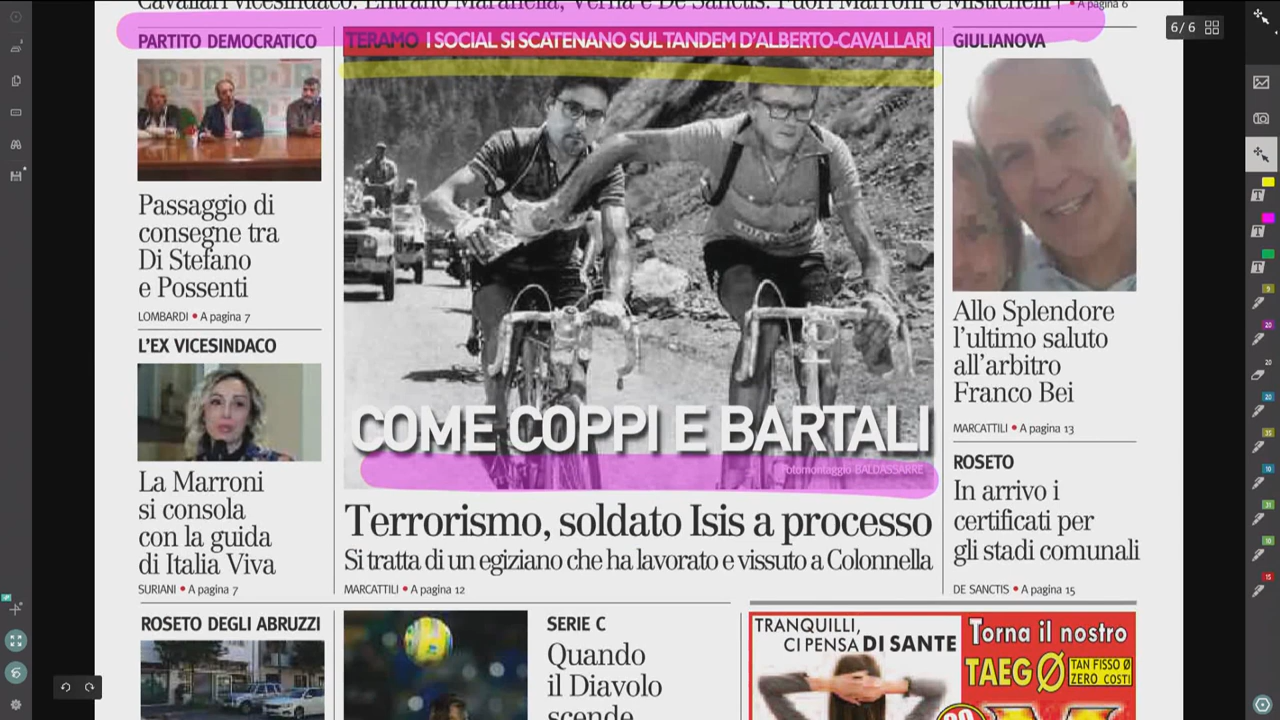 Cavallari vicesindaco. Entrano Maranella, Verna e De Sanctis. Fuori Marroni e Mistichelli
• A pagina 6
6/6
PARTITO DEMOCRATICO
Passaggio di
consegne tra
Di Stefano
e Possenti
LOMBARDI • A pagina 7
L'EX VICESINDACO
La Marroni
si consola
con la guida
di Italia Viva
SURIANI • A pagina 7
ROSETO DEGLI ABRUZZI
TERAMO I SOCIAL SI SCATENANO SUL TANDEM D'ALBERTO-CAVALLARI
COME COPPI E BARTALI
Fotomontaggio BALDASSARRE
Terrorismo, soldato Isis a processo
Si tratta di un egiziano che ha lavorato e vissuto a Colonnella
MARCATTILI • A pagina 12
SERIE C
Quando
il Diavolo
scende
GIULIANOVA
Allo Splendore
l'ultimo saluto
all'arbitro
Franco Bei
MARCATTILI • A pagina 13
ROSETO
In arrivo i
certificati per
gli stadi comunali
DE SANCTIS • A pagina 15
TRANQUILLI,
CI PENSA DI SANTE
Torna il nostro
TAEG Ø
TAN FISSO Ø
ZERO COSTI